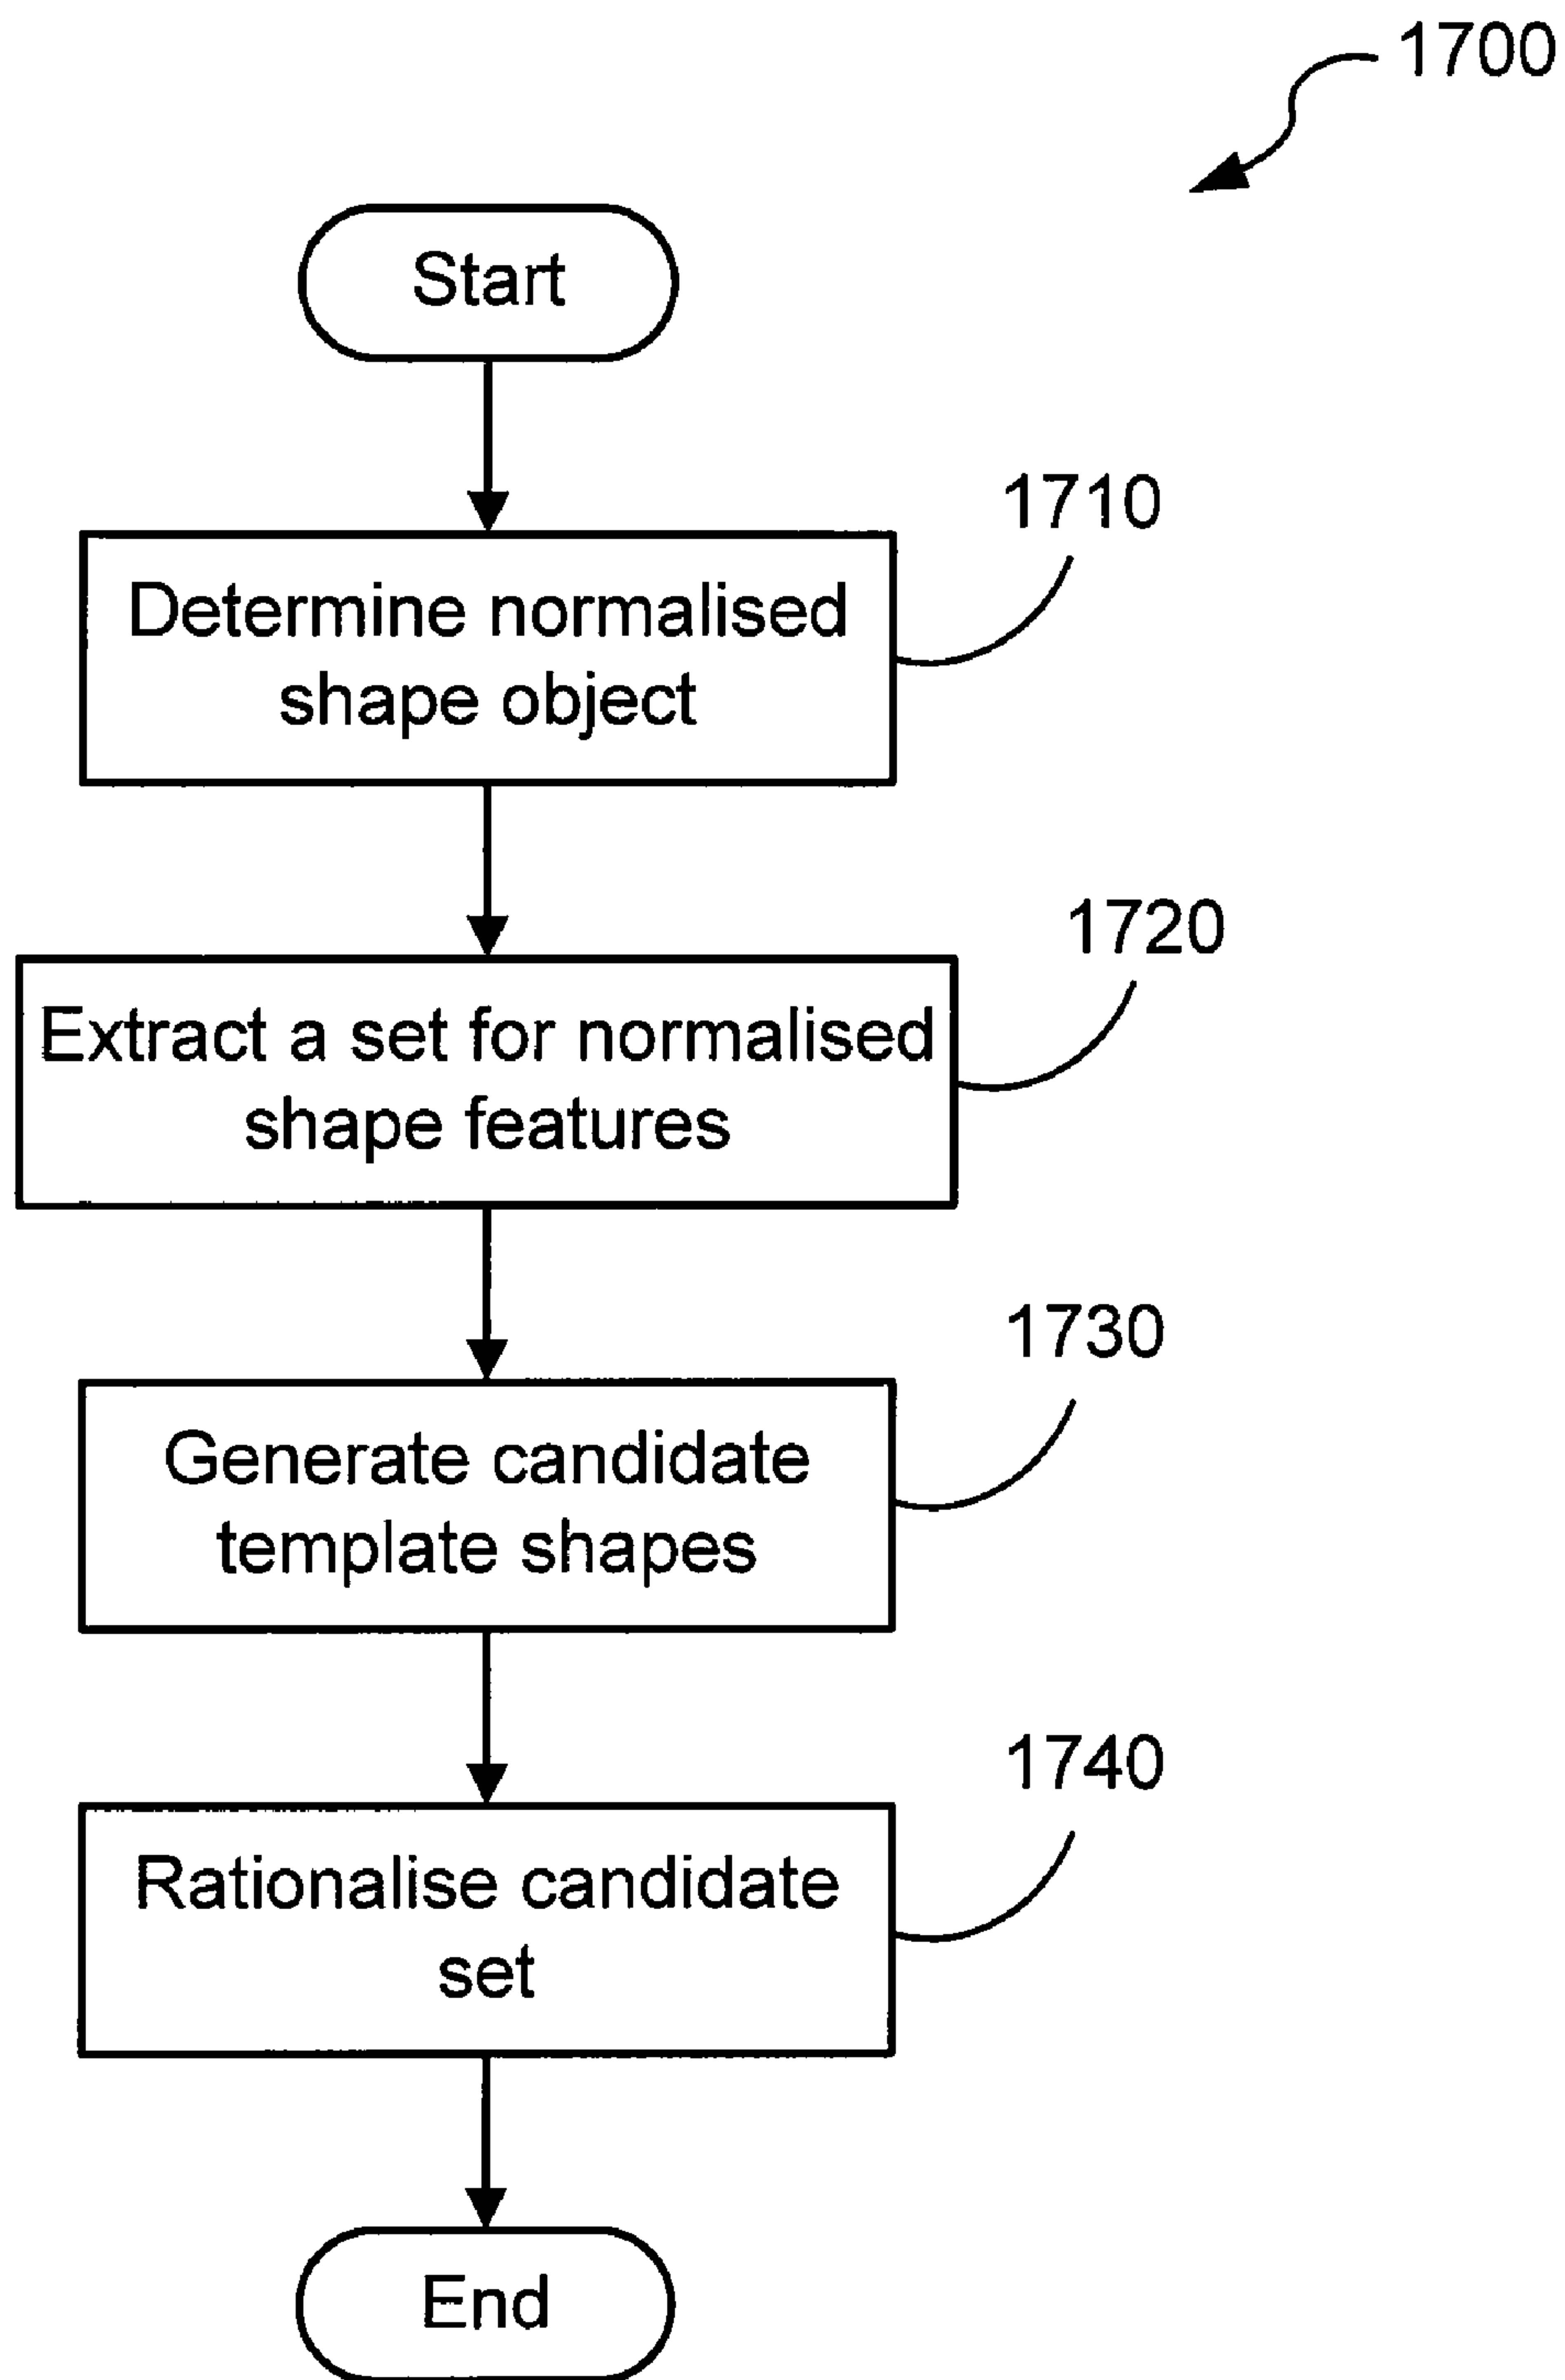 1700
Start
1710
Determine normalised
shape object
1720
Extract a set for normalised
shape features
1730
Generate candidate
template shapes
1740
Rationalise candidate
set
End